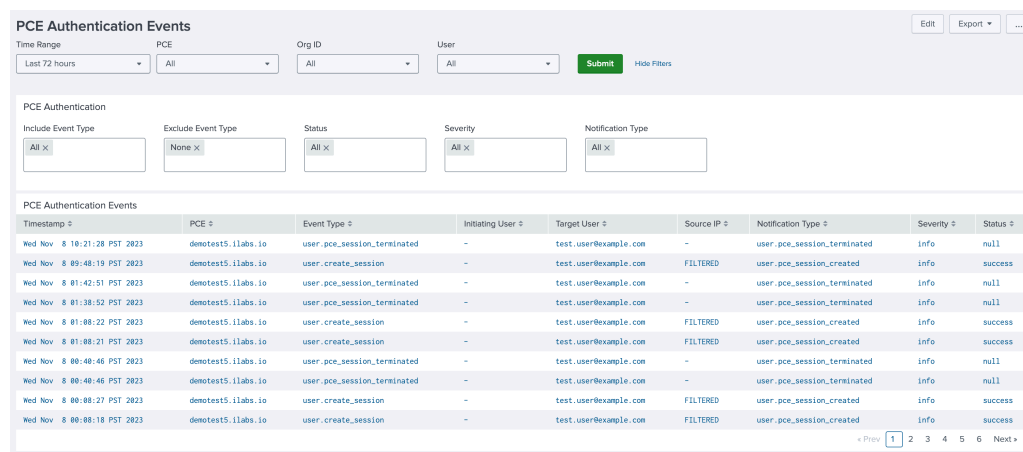 PCE Authentication Events
Edit Export ...
Time Range PCE Org ID User
Last 72 hours All All All Submit Hide Filters
PCE Authentication
Include Event Type Exclude Event Type Status Severity Notification Type
All × None × All × All × All ×
PCE Authentication Events
Timestamp PCE Event Type Initiating User Target User Source IP Notification Type Severity Status
Wed Nov 8 10:21:28 PST 2023 demotest5.ilabs.io user.pce_session_terminated - test.user@example.com - user.pce_session_terminated info null
Wed Nov 8 09:48:19 PST 2023 demotest5.ilabs.io user.create_session - test.user@example.com FILTERED user.pce_session_created info success
Wed Nov 8 01:42:51 PST 2023 demotest5.ilabs.io user.pce_session_terminated - test.user@example.com - user.pce_session_terminated info null
Wed Nov 8 01:38:52 PST 2023 demotest5.ilabs.io user.pce_session_terminated - test.user@example.com - user.pce_session_terminated info null
Wed Nov 8 01:08:22 PST 2023 demotest5.ilabs.io user.create_session - test.user@example.com FILTERED user.pce_session_created info success
Wed Nov 8 01:08:21 PST 2023 demotest5.ilabs.io user.create_session - test.user@example.com FILTERED user.pce_session_created info success
Wed Nov 8 00:40:46 PST 2023 demotest5.ilabs.io user.pce_session_terminated - test.user@example.com - user.pce_session_terminated info null
Wed Nov 8 00:40:46 PST 2023 demotest5.ilabs.io user.pce_session_terminated - test.user@example.com - user.pce_session_terminated info null
Wed Nov 8 00:08:27 PST 2023 demotest5.ilabs.io user.create_session - test.user@example.com FILTERED user.pce_session_created info success
Wed Nov 8 00:08:18 PST 2023 demotest5.ilabs.io user.create_session - test.user@example.com FILTERED user.pce_session_created info success
« Prev 1 2 3 4 5 6 Next »